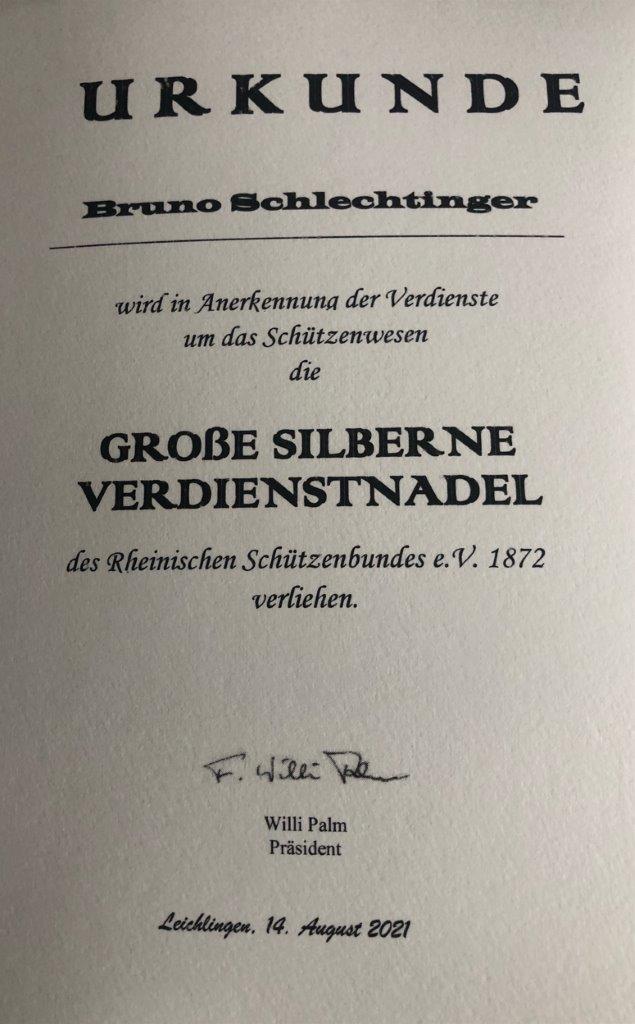 URKUNDE
Bruno Schlechtinger
wird in Anerkennung der Verdienste
um das Schützenwesen
die
GROßE SILBERNE
VERDIENSTNADEL
des Rheinischen Schützenbundes e.V. 1872
verliehen.
F. Willi Palm
Willi Palm
Präsident
Leichlingen, 14. August 2021